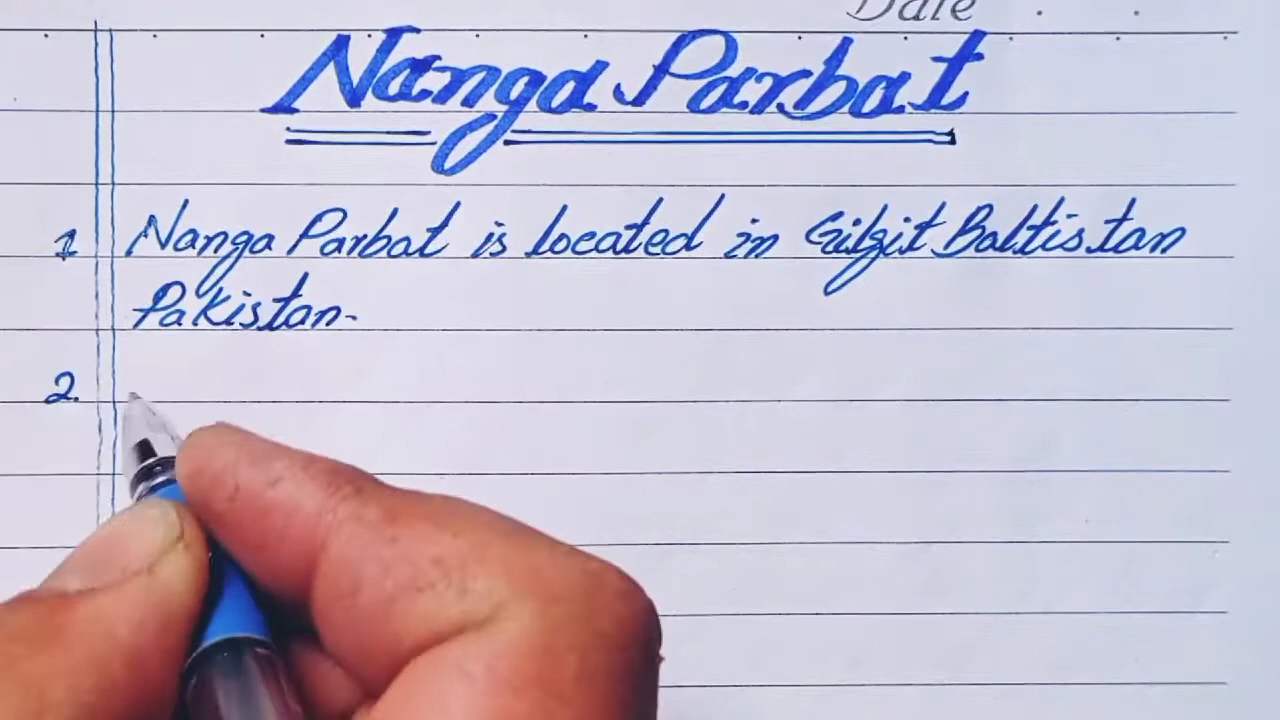 Date
Nanga Parbat
1 Nanga Parbat is located in Gilgit Baltistan
Pakistan.
2.